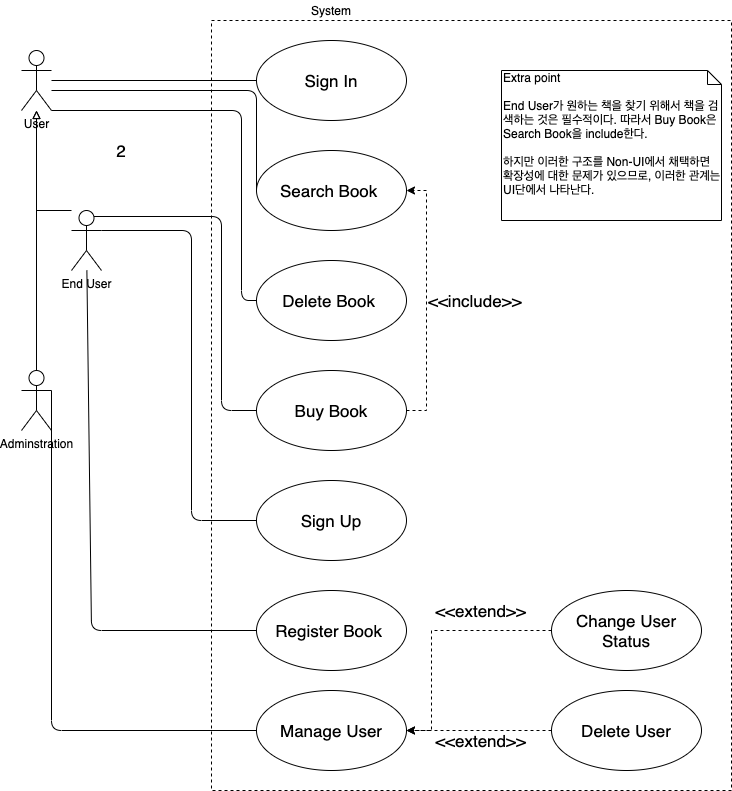 System
Sign In
User
2
Search Book
End User
Delete Book
<<include>>
Buy Book
Adminstration
Sign Up
Register Book
<<extend>>
Change User
Status
Manage User
<<extend>>
Delete User
Extra point
End User가 원하는 책을 찾기 위해서 책을 검
색하는 것은 필수적이다. 따라서 Buy Book은
Search Book을 include한다.
하지만 이러한 구조를 Non-UI에서 채택하면
확장성에 대한 문제가 있으므로, 이러한 관계는
UI단에서 나타난다.